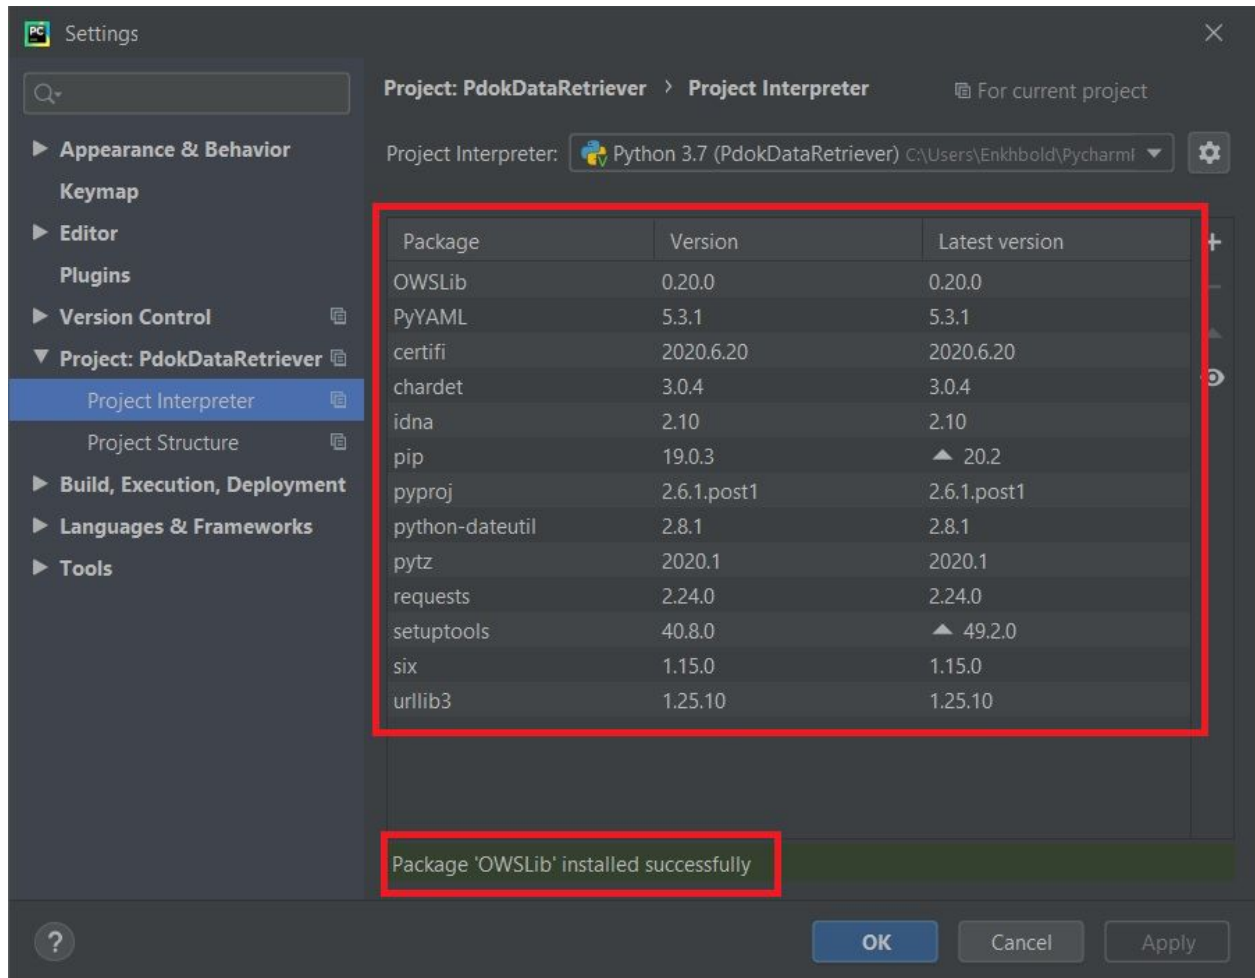 Settings
Project: PdokDataRetriever > Project Interpreter For current project
Appearance & Behavior
Keymap
Editor
Plugins
Version Control
Project: PdokDataRetriever
Project Interpreter
Project Structure
Build, Execution, Deployment
Languages & Frameworks
Tools
Project Interpreter: Python 3.7 (PdokDataRetriever) C:\Users\Enkhbold\Pycharml
Package Version Latest version
OWSLib 0.20.0 0.20.0
PyYAML 5.3.1 5.3.1
certifi 2020.6.20 2020.6.20
chardet 3.0.4 3.0.4
idna 2.10 2.10
pip 19.0.3 20.2
pyproj 2.6.1.post1 2.6.1.post1
python-dateutil 2.8.1 2.8.1
pytz 2020.1 2020.1
requests 2.24.0 2.24.0
setuptools 40.8.0 49.2.0
six 1.15.0 1.15.0
urllib3 1.25.10 1.25.10
Package 'OWSLib' installed successfully
? OK Cancel Apply